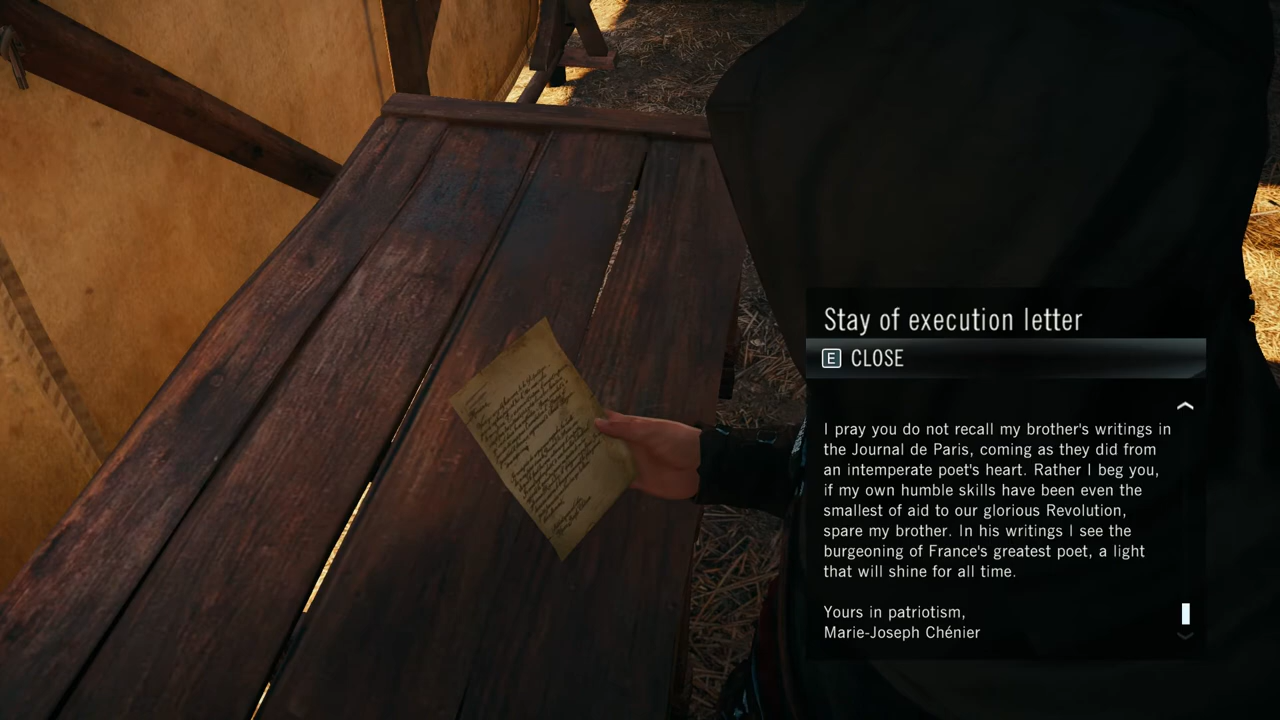 Stay of execution letter
E CLOSE
I pray you do not recall my brother's writings in
the Journal de Paris, coming as they did from
an intemperate poet's heart. Rather I beg you,
if my own humble skills have been even the
smallest of aid to our glorious Revolution,
spare my brother. In his writings I see the
burgeoning of France's greatest poet, a light
that will shine for all time.
Yours in patriotism,
Marie-Joseph Chénier